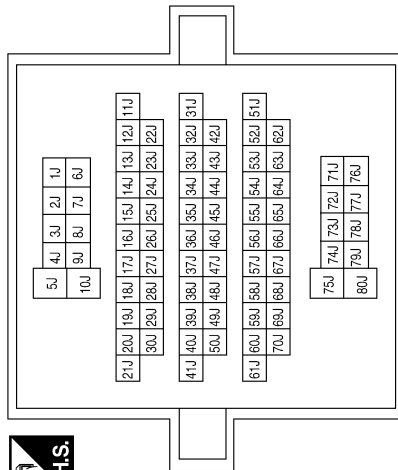 H.S.
5J 4J 3J 2J 1J
10J 9J 8J 7J 6J
21J 20J 19J 18J 17J 16J 15J 14J 13J 12J 11J
30J 29J 28J 27J 26J 25J 24J 23J 22J
41J 40J 39J 38J 37J 36J 35J 34J 33J 32J 31J
50J 49J 48J 47J 46J 45J 44J 43J 42J
61J 60J 59J 58J 57J 56J 55J 54J 53J 52J 51J
70J 69J 68J 67J 66J 65J 64J 63J 62J
75J 74J 73J 72J 71J
80J 79J 78J 77J 76J